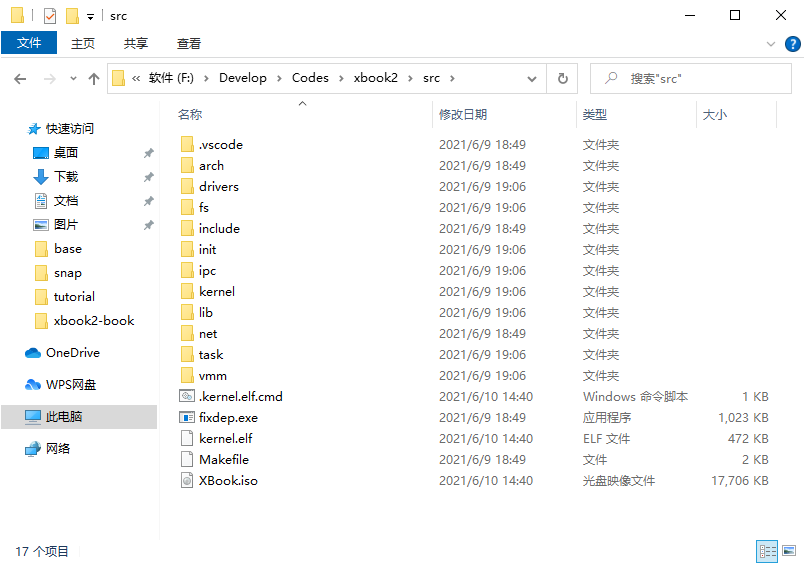 src
文件 主页 共享 查看
« 软件 (F:) > Develop > Codes > xbook2 > src > 搜索"src"
名称 修改日期 类型 大小
快速访问
桌面
下载
文档
图片
base
snap
tutorial
xbook2-book
OneDrive
WPS网盘
此电脑
网络
.vscode 2021/6/9 18:49 文件夹
arch 2021/6/9 18:49 文件夹
drivers 2021/6/9 19:06 文件夹
fs 2021/6/9 19:06 文件夹
include 2021/6/9 18:49 文件夹
init 2021/6/9 19:06 文件夹
ipc 2021/6/9 19:06 文件夹
kernel 2021/6/9 19:06 文件夹
lib 2021/6/9 19:06 文件夹
net 2021/6/9 18:49 文件夹
task 2021/6/9 19:06 文件夹
vmm 2021/6/9 19:06 文件夹
.kernel.elf.cmd 2021/6/10 14:40 Windows 命令脚本 1 KB
fixdep.exe 2021/6/9 18:49 应用程序 1,023 KB
kernel.elf 2021/6/10 14:40 ELF 文件 472 KB
Makefile 2021/6/9 18:49 文件 2 KB
XBook.iso 2021/6/10 14:40 光盘映像文件 17,706 KB
17 个项目